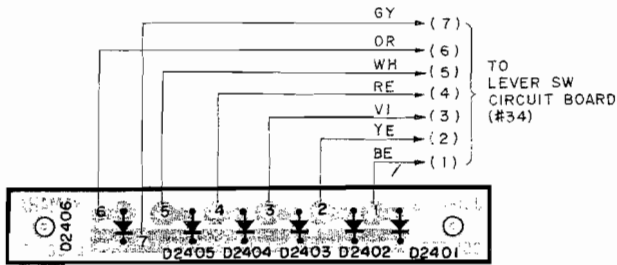 GY (7)
OR (6)
WH (5)
RE (4)
VI (3)
YE (2)
BE (1)
TO
LEVER SW
CIRCUIT BOARD
(#34)
6 5 4 3 2 1
7
D2406 D2405 D2404 D2403 D2402 D2401